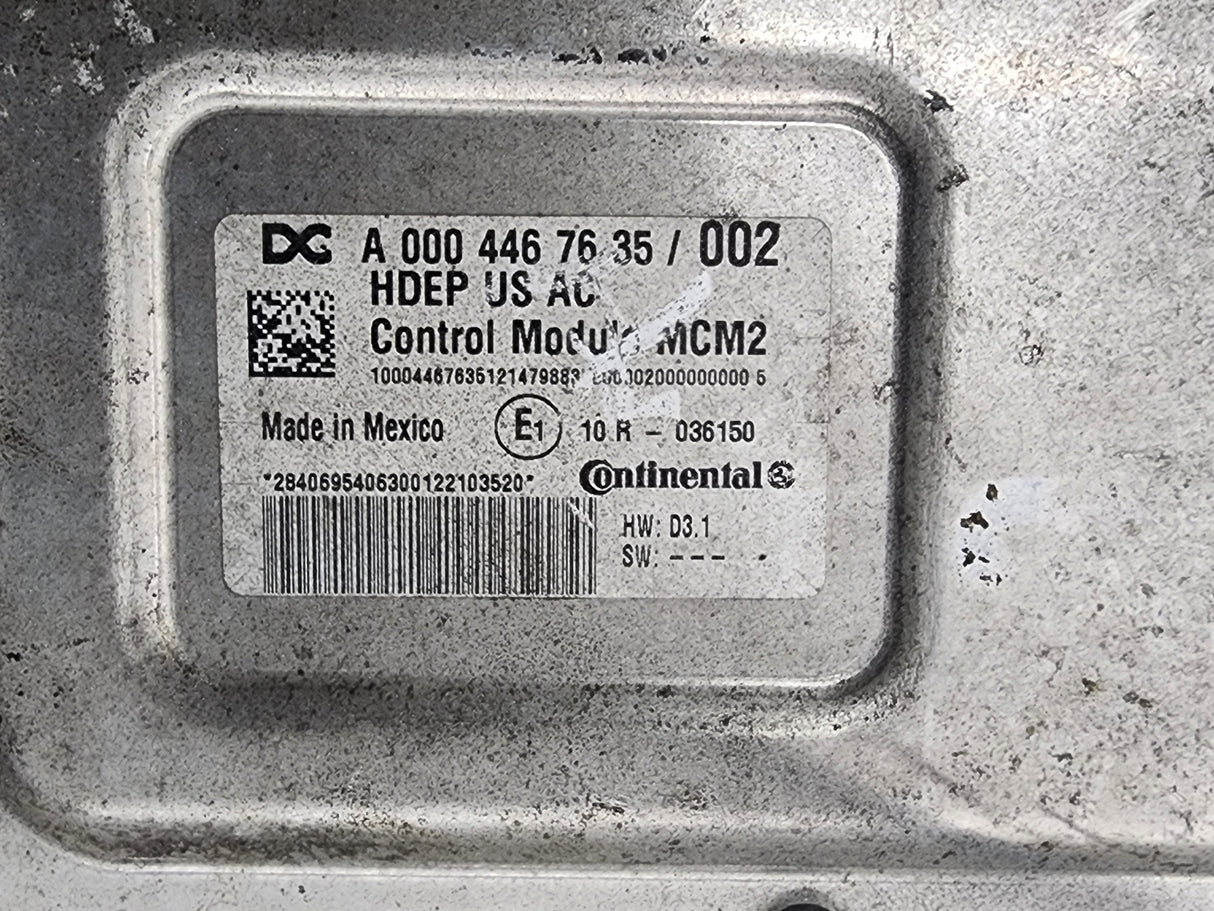 DC A 000 446 76 35 / 002
HDEP US AC
Control Module MCM2
Made in Mexico E1 10 R - 036150
*2840695406300122103520* Continental
HW: D3.1
SW: ---